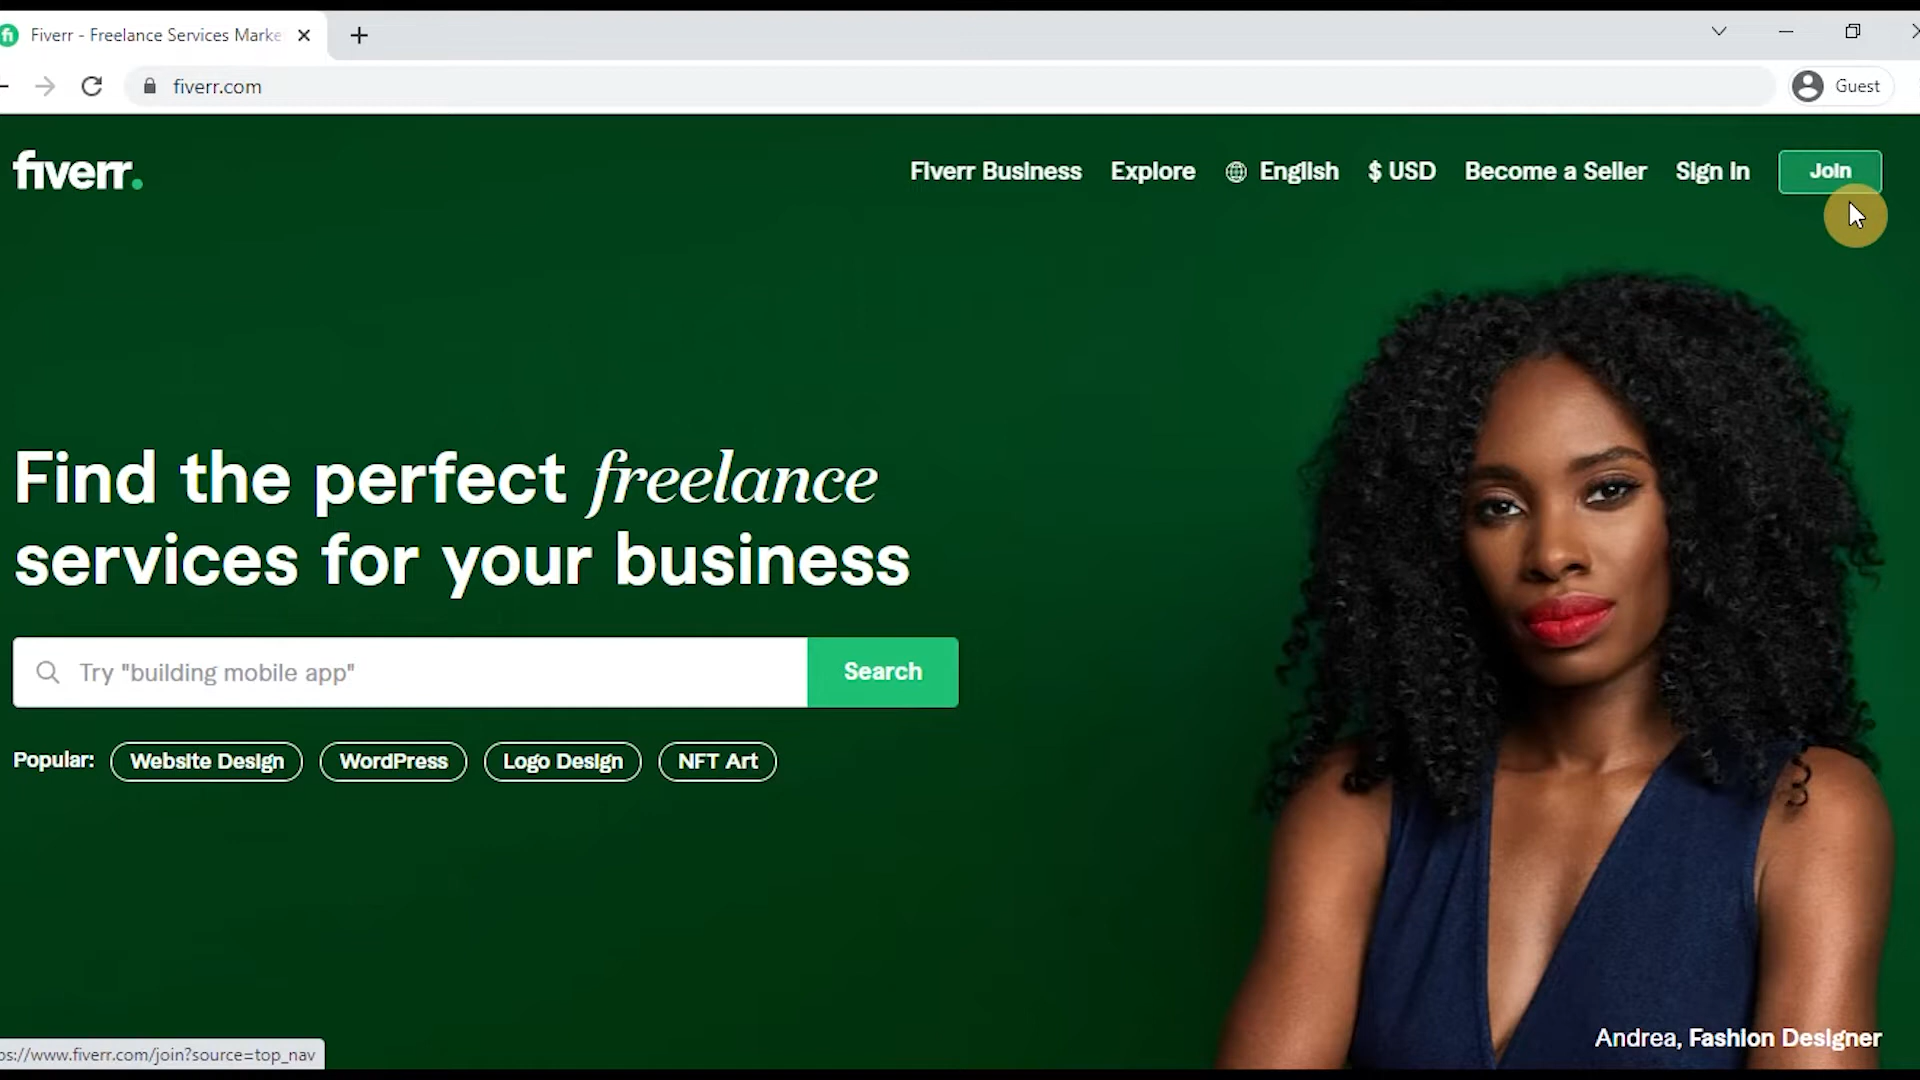 Fiverr - Freelance Services Marke
fiverr.com
Guest
fiverr.
Fiverr Business
Explore
English
$ USD
Become a Seller
Sign In
Join
Find the perfect freelance
services for your business
Try "building mobile app"
Search
Popular:
Website Design
WordPress
Logo Design
NFT Art
Andrea, Fashion Designer
ps://www.fiverr.com/join?source=top_nav